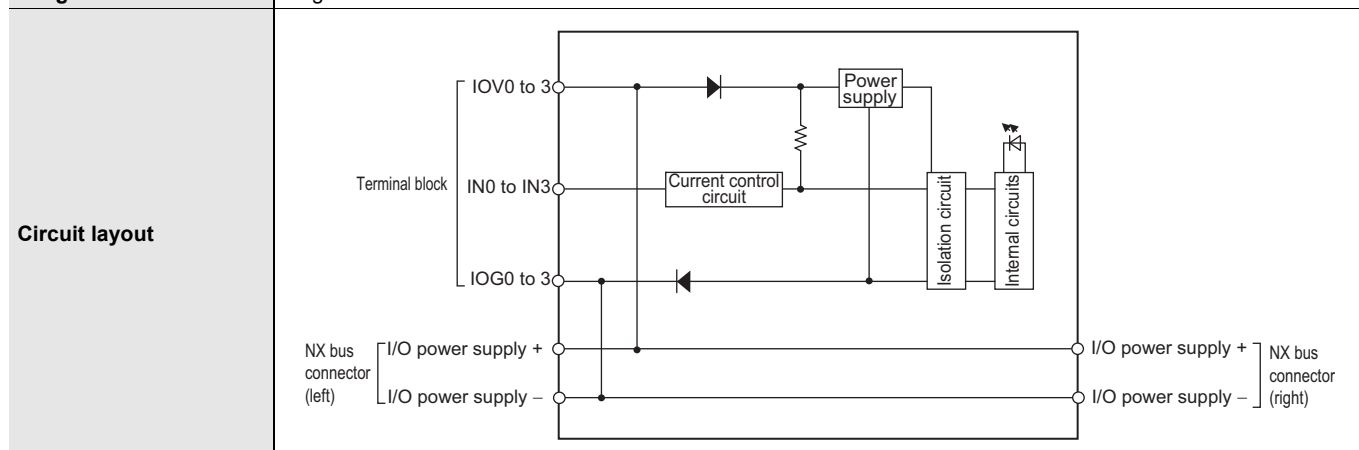 Circuit layout
IOV0 to 3
Power
supply
Terminal block
IN0 to IN3
Current control
circuit
Isolation circuit
Internal circuits
IOG0 to 3
NX bus
connector
(left)
I/O power supply +
I/O power supply −
I/O power supply +
I/O power supply −
NX bus
connector
(right)